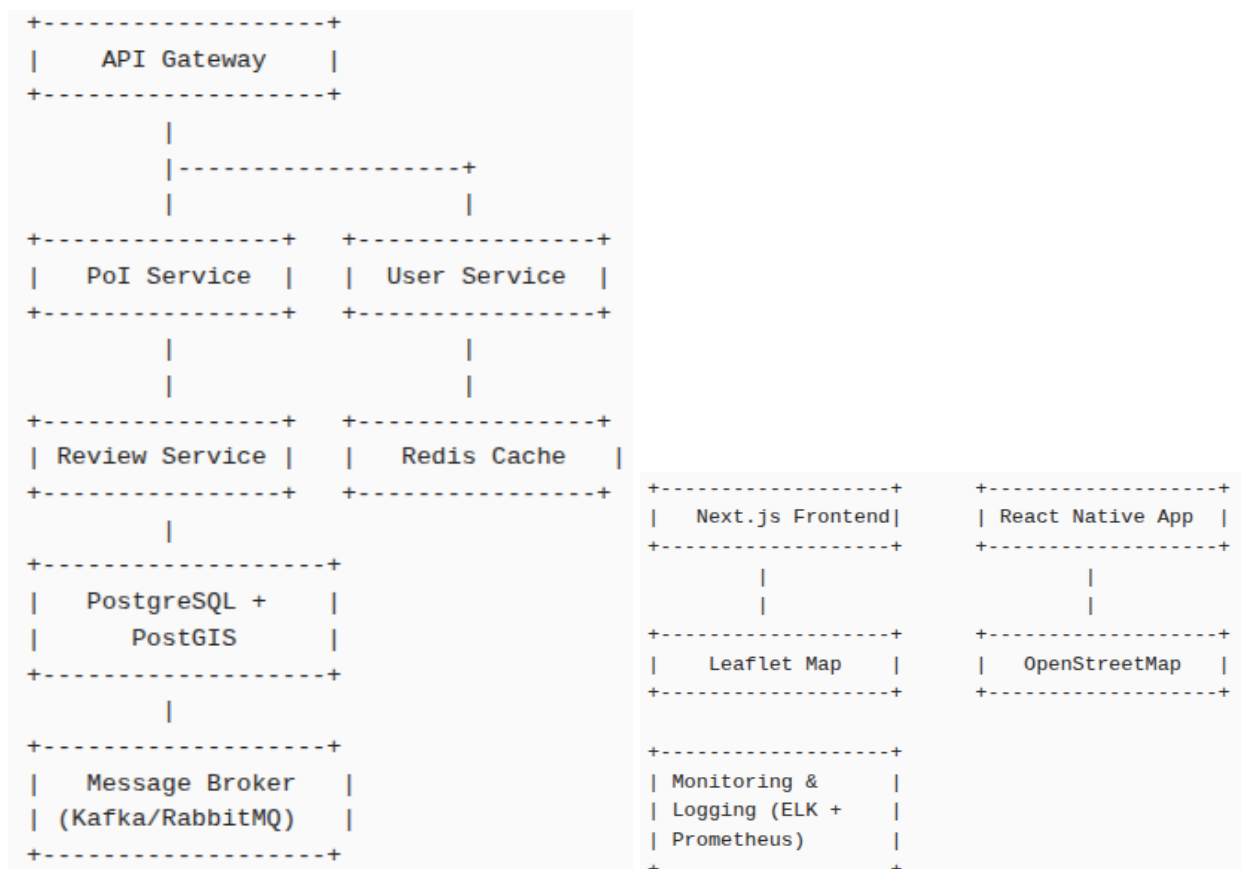 API Gateway
PoI Service
User Service
Review Service
Redis Cache
PostgreSQL +
PostGIS
Message Broker
(Kafka/RabbitMQ)
Next.js Frontend
React Native App
Leaflet Map
OpenStreetMap
Monitoring &
Logging (ELK +
Prometheus)